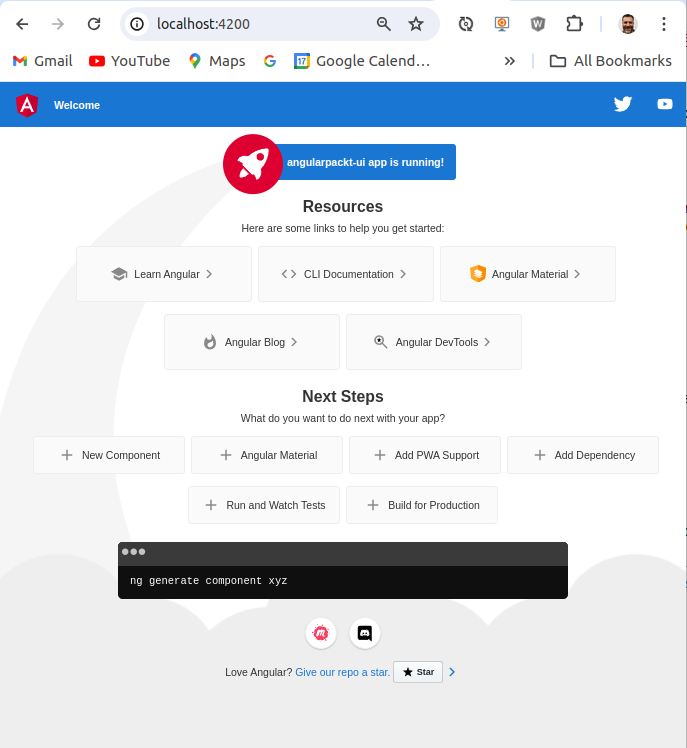 localhost:4200
Gmail YouTube Maps Google Calend… All Bookmarks
Welcome
angularpackt-ui app is running!
Resources
Here are some links to help you get started:
Learn Angular CLI Documentation Angular Material
Angular Blog Angular DevTools
Next Steps
What do you want to do next with your app?
New Component Angular Material Add PWA Support Add Dependency
Run and Watch Tests Build for Production
ng generate component xyz
Love Angular? Give our repo a star. Star